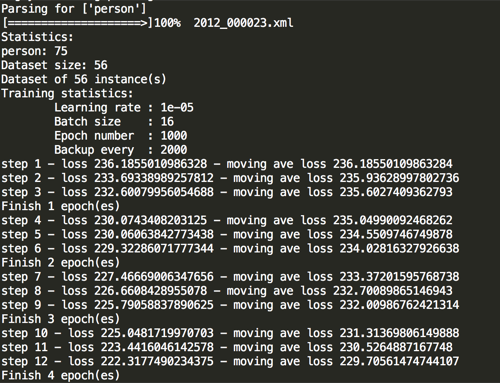 Parsing for ['person']
[====================>]100%  2012_000023.xml
Statistics:
person: 75
Dataset size: 56
Dataset of 56 instance(s)
Training statistics:
Learning rate : 1e-05
Batch size    : 16
Epoch number  : 1000
Backup every  : 2000
step 1 - loss 236.1855010986328 - moving ave loss 236.18550109863284
step 2 - loss 233.69338989257812 - moving ave loss 235.93628997802736
step 3 - loss 232.60079956054688 - moving ave loss 235.6027409362793
Finish 1 epoch(es)
step 4 - loss 230.0743408203125 - moving ave loss 235.04990092468262
step 5 - loss 230.06063842773438 - moving ave loss 234.5509746749878
step 6 - loss 229.32286071777344 - moving ave loss 234.02816327926638
Finish 2 epoch(es)
step 7 - loss 227.46669006347656 - moving ave loss 233.37201595768738
step 8 - loss 226.6608428955078 - moving ave loss 232.70089865146943
step 9 - loss 225.79058837890625 - moving ave loss 232.00986762421314
Finish 3 epoch(es)
step 10 - loss 225.0481719970703 - moving ave loss 231.31369806149888
step 11 - loss 223.4416046142578 - moving ave loss 230.5264887167748
step 12 - loss 222.3177490234375 - moving ave loss 229.70561474744107
Finish 4 epoch(es)